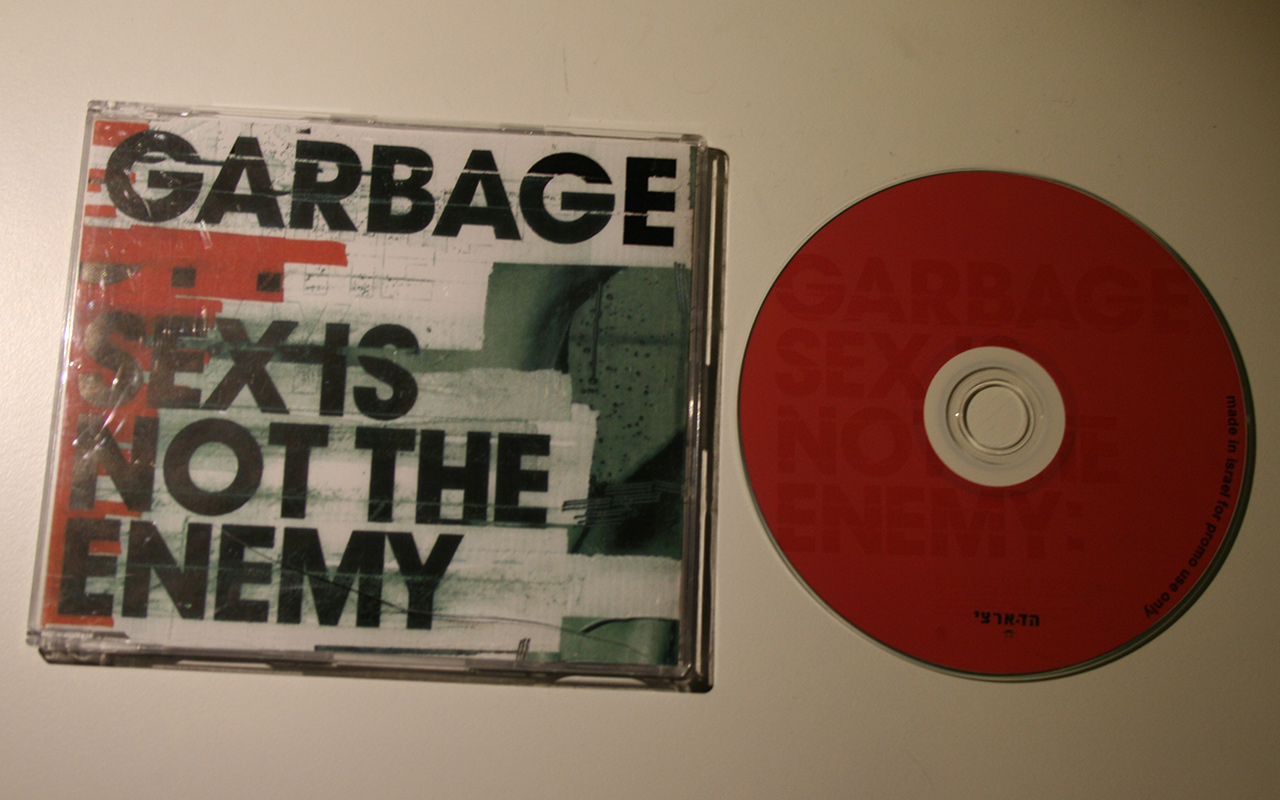 GARBAGE
SEX IS
NOT THE
ENEMY
GARBAGE
SEX IS
NOT THE
ENEMY:
made in israel for promo use only
הד-ארצי